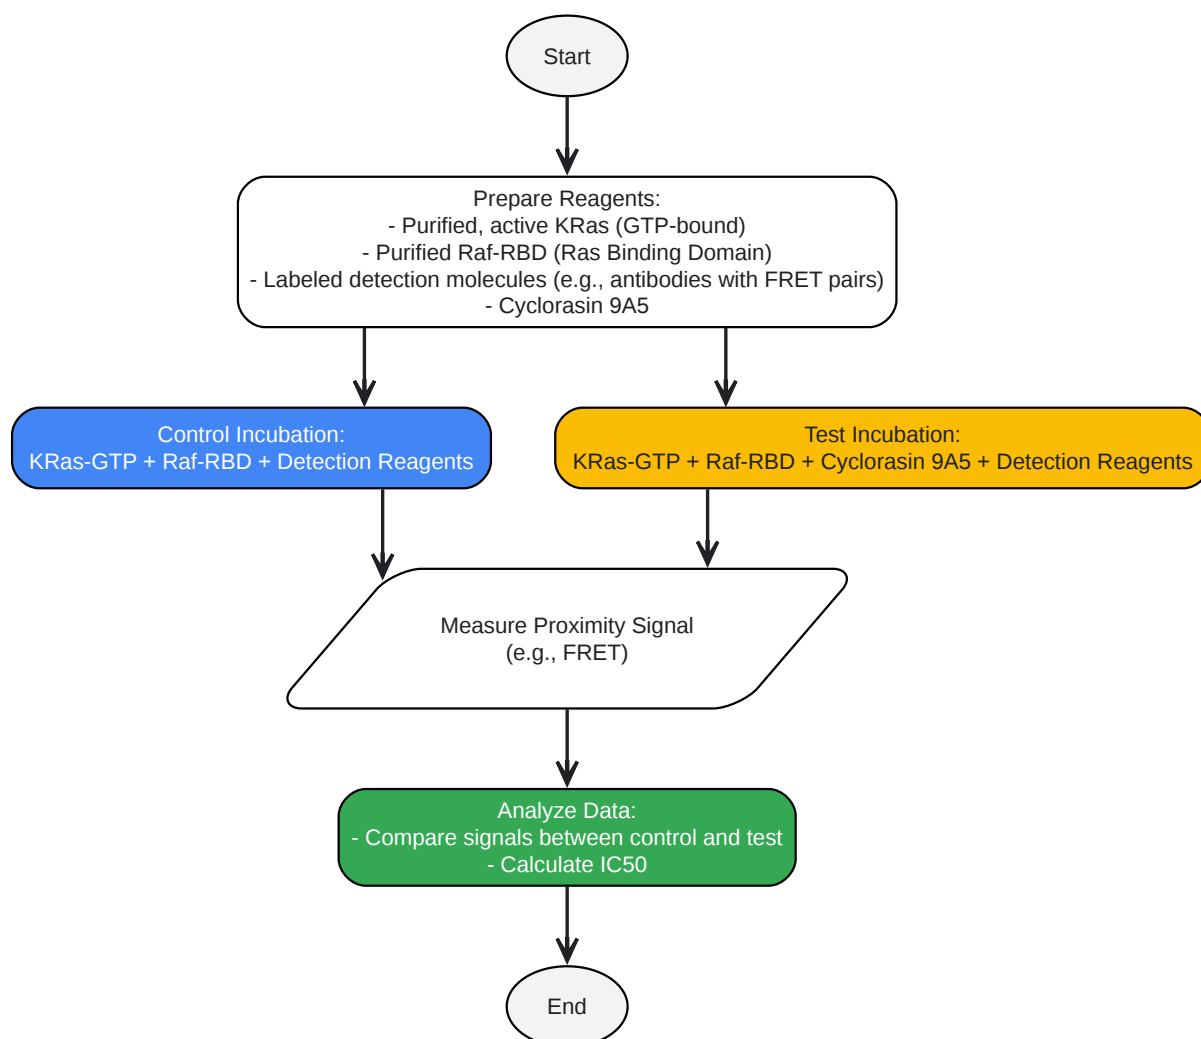 Start
Prepare Reagents:
- Purified, active KRas (GTP-bound)
- Purified Raf-RBD (Ras Binding Domain)
- Labeled detection molecules (e.g., antibodies with FRET pairs)
- Cyclorasin 9A5
Control Incubation:
KRas-GTP + Raf-RBD + Detection Reagents
Test Incubation:
KRas-GTP + Raf-RBD + Cyclorasin 9A5 + Detection Reagents
Measure Proximity Signal
(e.g., FRET)
Analyze Data:
- Compare signals between control and test
- Calculate IC50
End